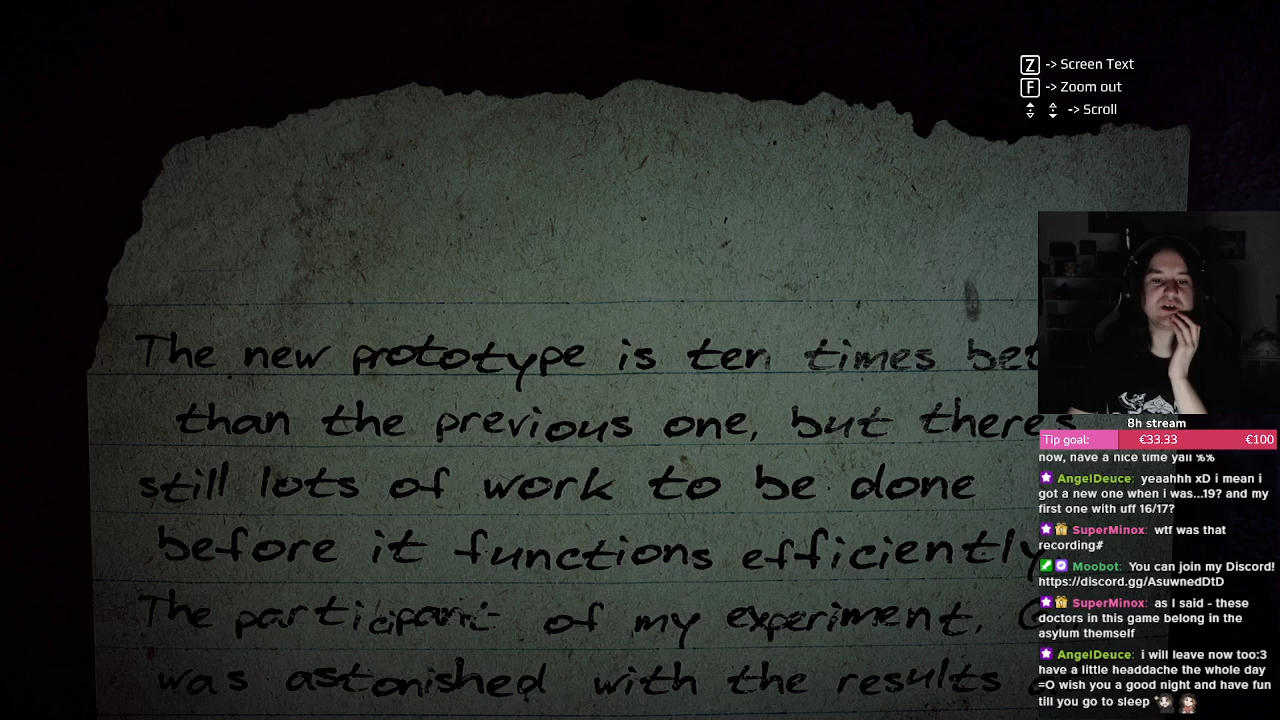 Z -> Screen Text
F -> Zoom out
-> Scroll
The new prototype is ten times
than the previous one, but theres
still lots of work to be done
before it functions efficiently
The participant of my experiment,
was astonished with the results
8h stream
Tip goal: €33.33 €100
now, have a nice time yall %%
AngelDeuce: yeaahhh xD i mean i
got a new one when i was...19? and my
first one with uff 16/17?
SuperMinox: wtf was that
recording#
Moobot: You can join my Discord!
https://discord.gg/AsuwnedDtD
SuperMinox: as I said - these
doctors in this game belong in the
asylum themself
AngelDeuce: i will leave now too:3
have a little headdache the whole day
=O wish you a good night and have fun
till you go to sleep